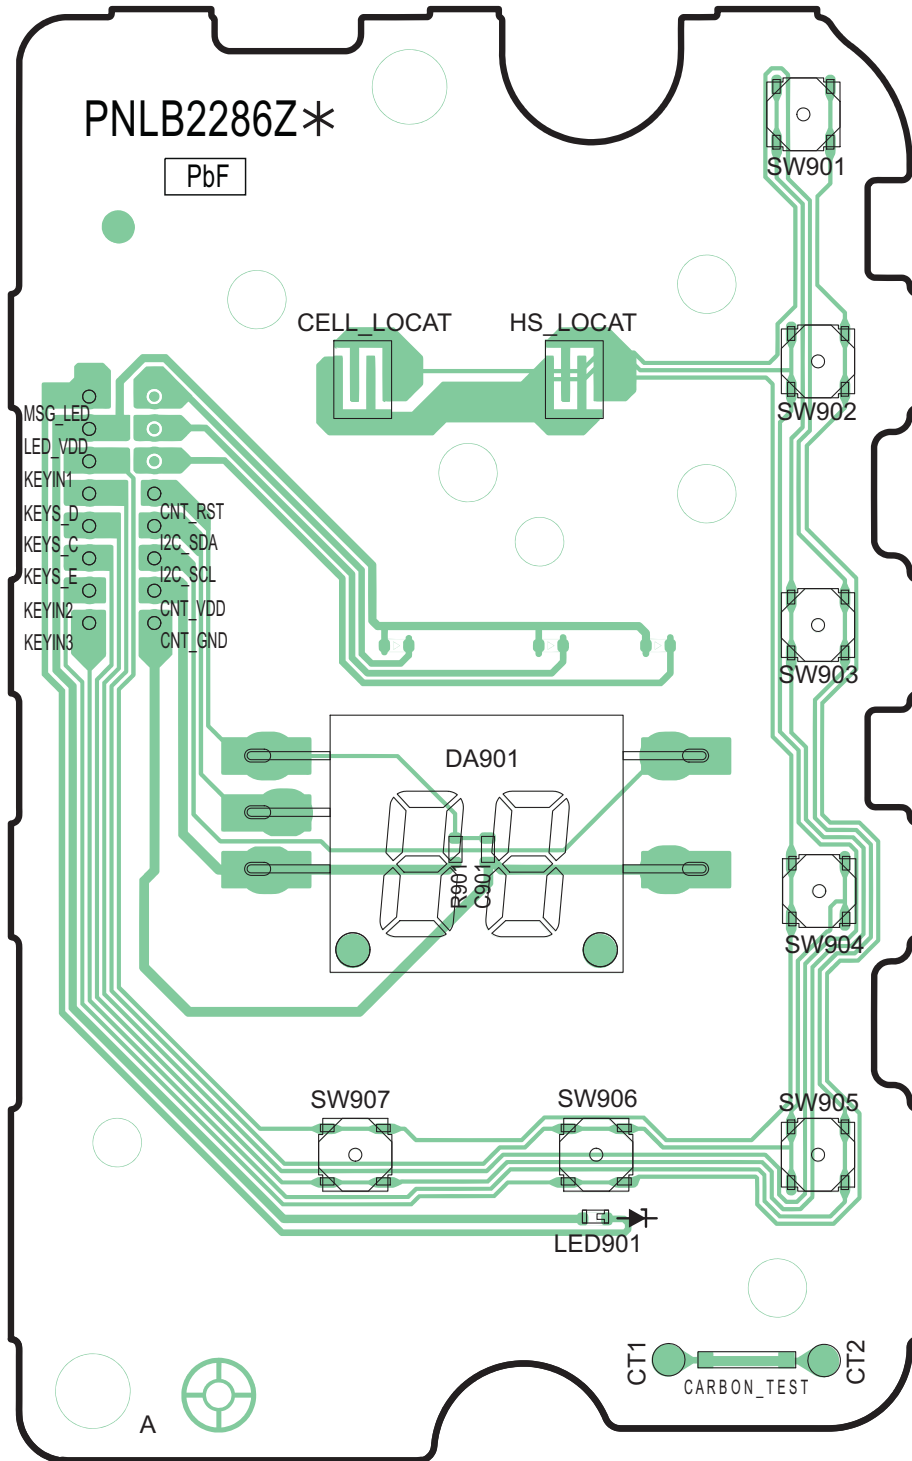 PNLB2286Z*
PbF
SW901
CELL_LOCAT
HS_LOCAT
SW902
MSG_LED
LED_VDD
KEYIN1
KEYS_D
KEYS_C
KEYS_E
KEYIN2
KEYIN3
CNT_RST
I2C_SDA
I2C_SCL
CNT_VDD
CNT_GND
SW903
DA901
R901
C901
SW904
SW907
SW906
SW905
LED901
CT1
CT2
CARBON_TEST
A